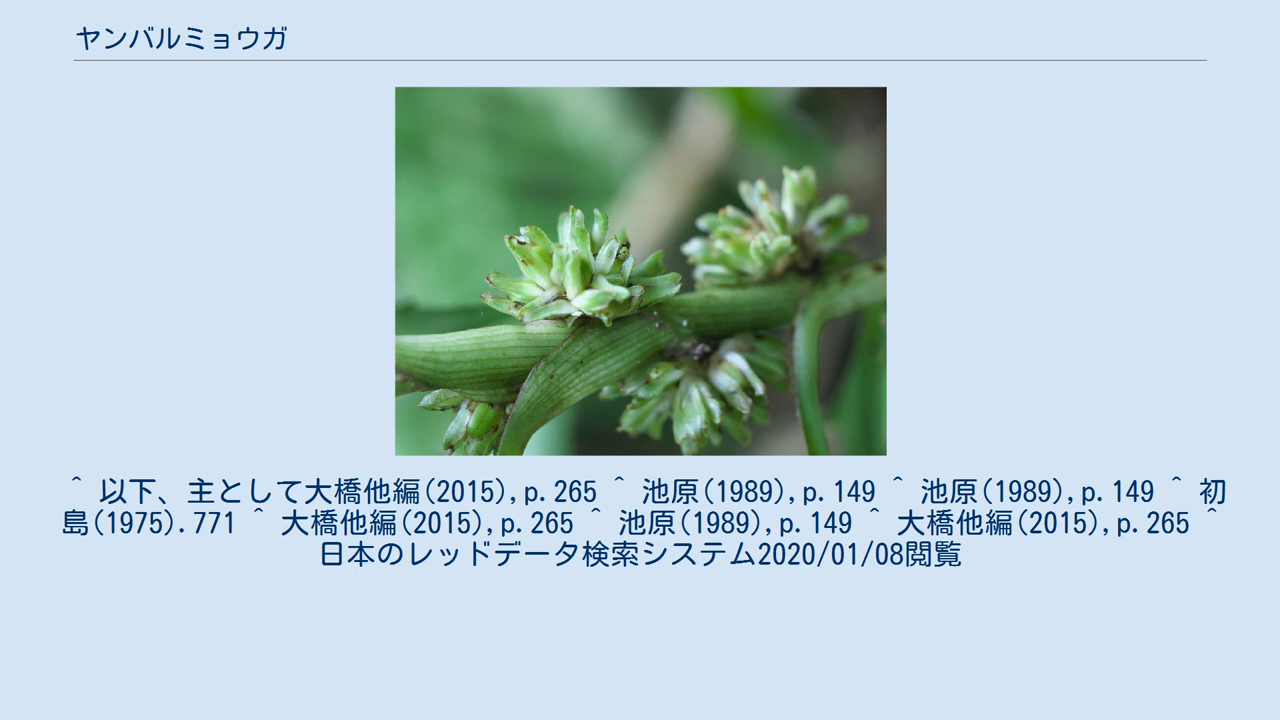 ヤンバルミョウガ
^ 以下、主として大橋他編(2015),p.265 ^ 池原(1989),p.149 ^ 池原(1989),p.149 ^ 初
島(1975).771 ^ 大橋他編(2015),p.265 ^ 池原(1989),p.149 ^ 大橋他編(2015),p.265 ^
日本のレッドデータ検索システム2020/01/08閲覧